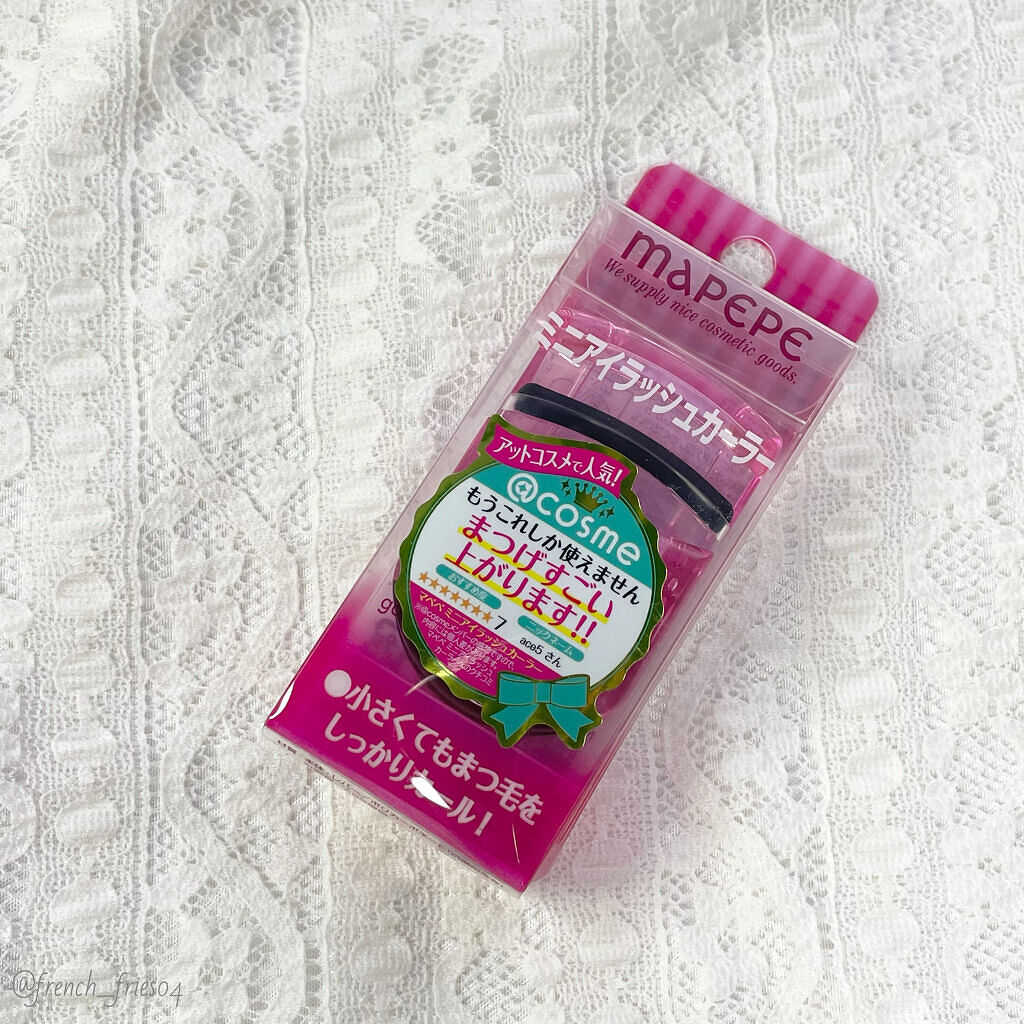 mapepe
We supply nice cosmetic goods.
ミニアイラッシュカーラー
アットコスメで人気!
@cosme
もうこれしか使えません
まつげすごい
上がります!!
おすすめ度
★★★★★★★ 7
ニックネーム
ace5 さん
マペペ ミニアイラッシュカーラー
●小さくてもまつ毛を
しっかりカール!
@french_fries04